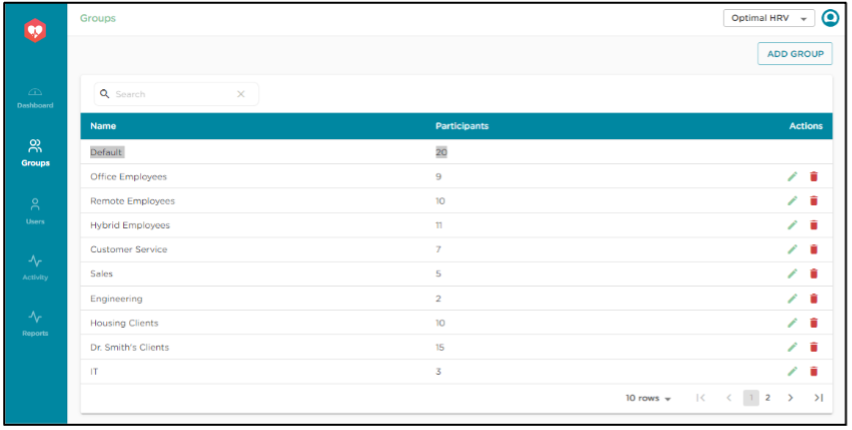 Groups
Optimal HRV
ADD GROUP
Dashboard
Groups
Users
Activity
Reports
Search
Name Participants Actions
Default 20
Office Employees 9
Remote Employees 10
Hybrid Employees 11
Customer Service 7
Sales 5
Engineering 2
Housing Clients 10
Dr. Smith's Clients 15
IT 3
10 rows 1 2